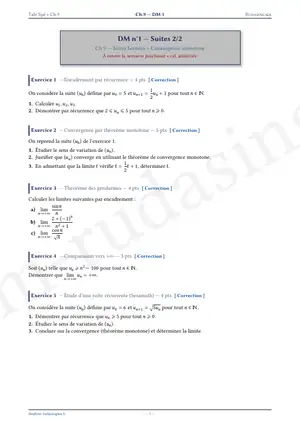 Tale Spé • Ch.9
Ch.9 — DM 1
DM n°1 — Suites 2/2
Ch.9 — Suites bornées • Convergence monotone
À rendre la semaine prochaine • cal. autorisée
Exercice 1 — Encadrement par récurrence — 4 pts [ Correction ]
On considère la suite (uₙ) définie par u₀ = 5 et uₙ₊₁ = 1/2 uₙ + 1 pour tout n ∈ ℕ.
1. Calculer u₁, u₂, u₃.
2. Démontrer par récurrence que 2 ⩽ uₙ ⩽ 5 pour tout n ⩾ 0.
Exercice 2 — Convergence par théorème monotone — 5 pts [ Correction ]
On reprend la suite (uₙ) de l'exercice 1.
1. Étudier le sens de variation de (uₙ).
2. Justifier que (uₙ) converge en utilisant le théorème de convergence monotone.
3. En admettant que la limite ℓ vérifie ℓ = 1/2 ℓ + 1, déterminer ℓ.
Exercice 3 — Théorème des gendarmes — 4 pts [ Correction ]
Calculer les limites suivantes par encadrement :
a) lim n→+∞ sin n / n
b) lim n→+∞ 2 + (−1)ⁿ / n² + 1
c) lim n→+∞ cos n / √n
Exercice 4 — Comparaison vers +∞ — 3 pts [ Correction ]
Soit (uₙ) telle que uₙ ⩾ n² − 100 pour tout n ∈ ℕ.
Démontrer que lim n→+∞ uₙ = +∞.
Exercice 5 — Étude d'une suite récurrente — 4 pts [ Correction ]
On considère la suite (uₙ) définie par u₀ = 6 et uₙ₊₁ = pour tout n ∈ ℕ.
1. Démontrer par récurrence que uₙ ⩾ 5 pour tout n ⩾ 0.
2. Étudier le sens de variation de (uₙ).
3. Conclure sur la convergence (théorème monotone) et déterminer la limite.
— 1 —